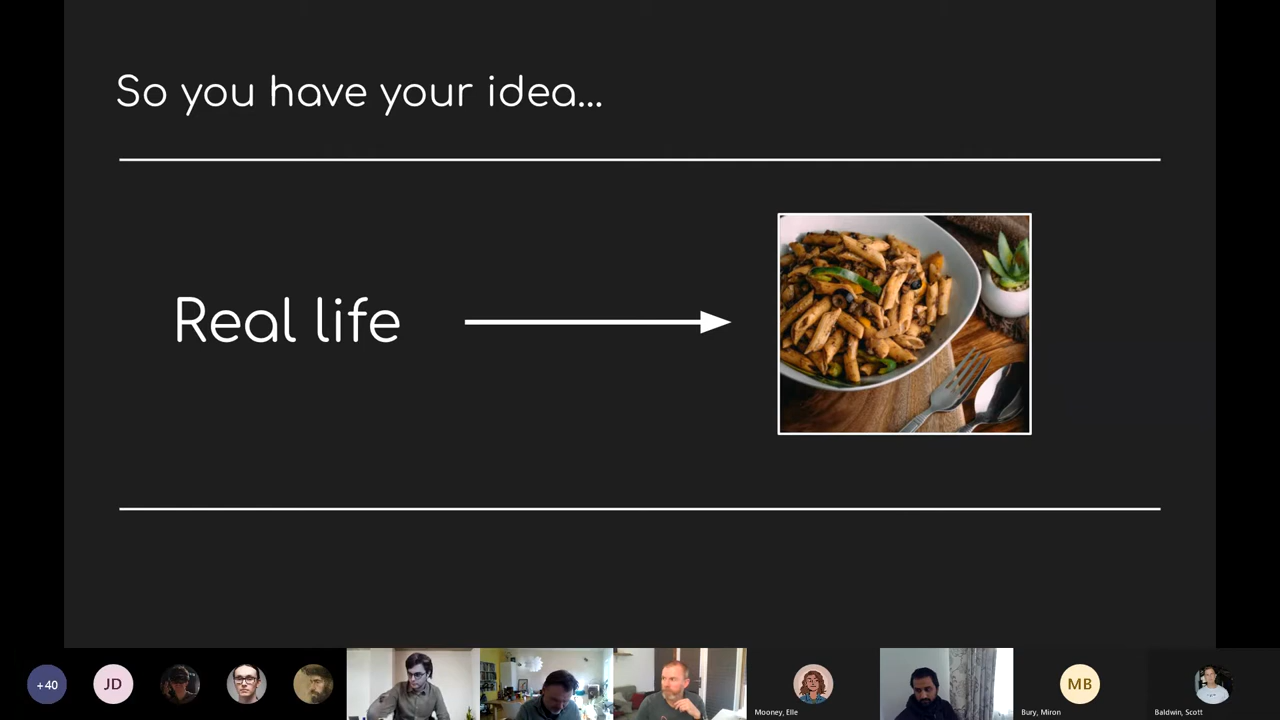 So you have your idea...
Real life
+40
JD
Mooney, Elle
MB
Bury, Miron
Baldwin, Scott